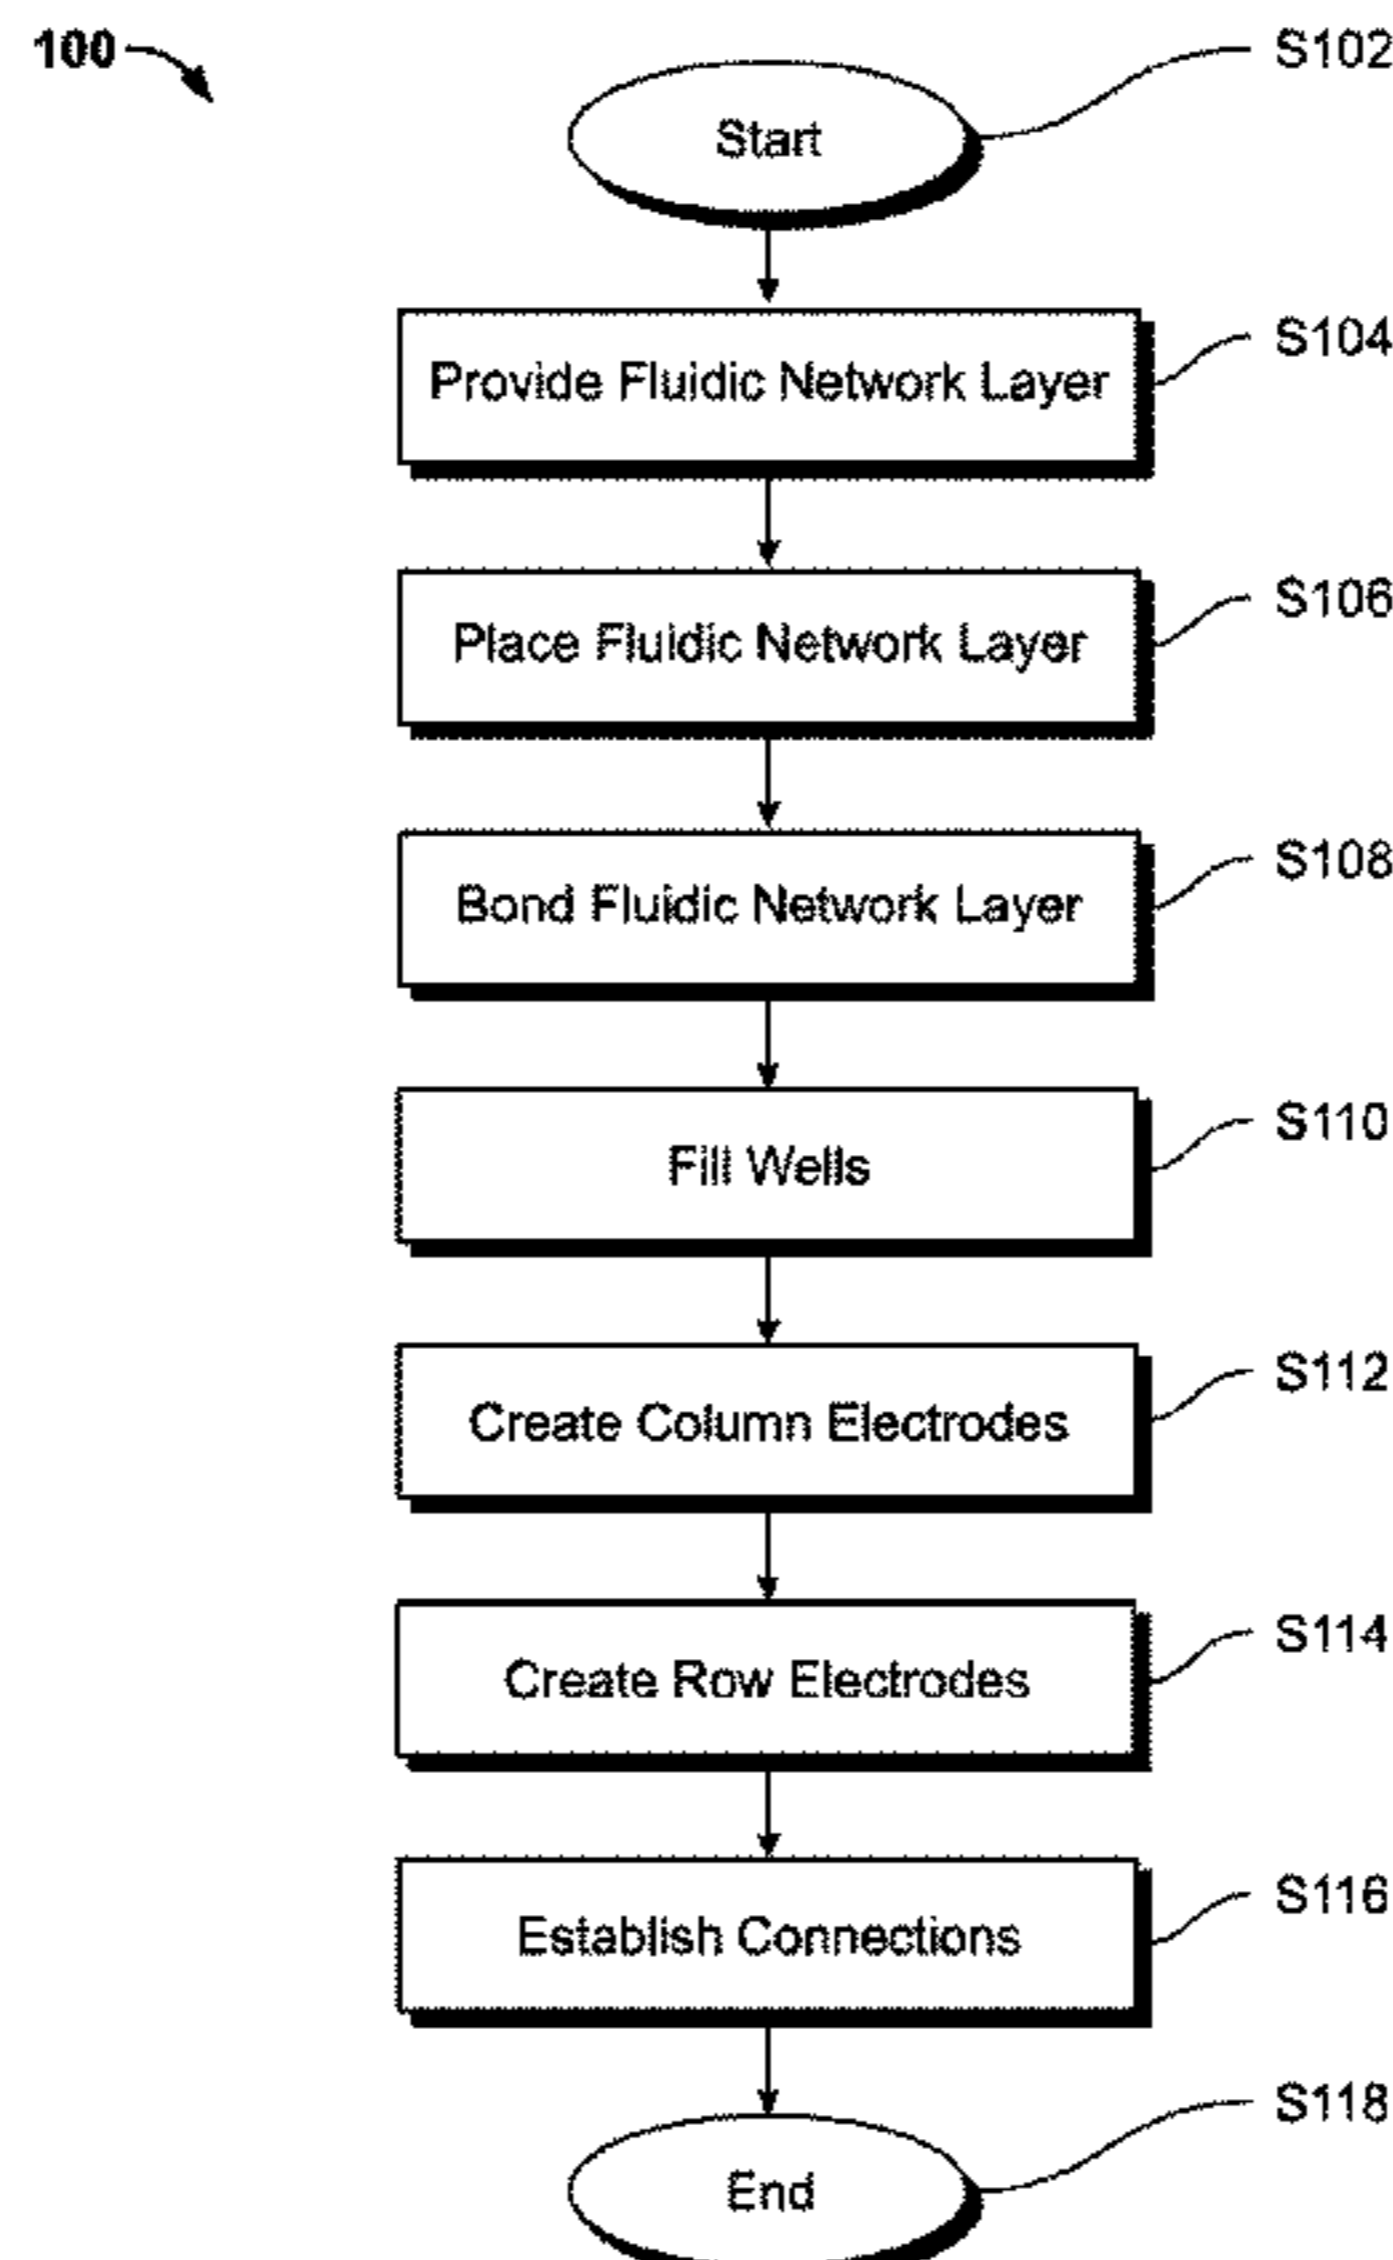 100
S102
Start
S104
Provide Fluidic Network Layer
S106
Place Fluidic Network Layer
S108
Bond Fluidic Network Layer
S110
Fill Wells
S112
Create Column Electrodes
S114
Create Row Electrodes
S116
Establish Connections
S118
End